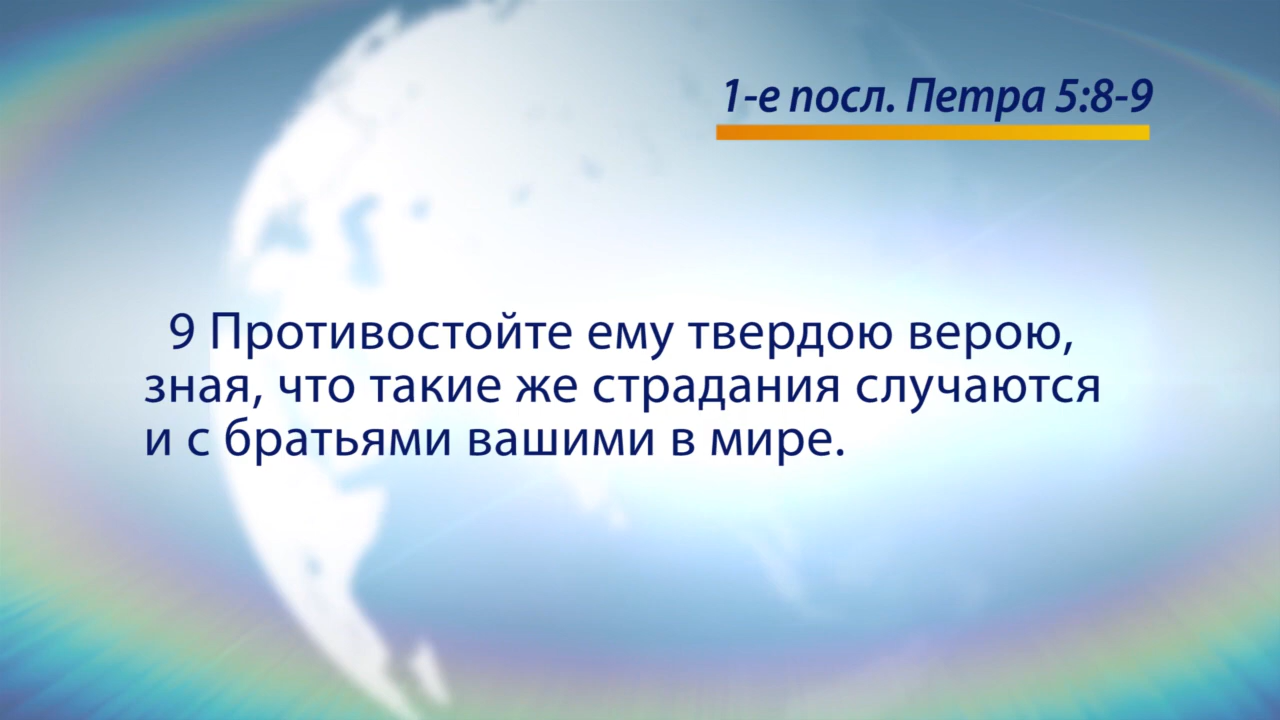 1-е посл. Петра 5:8-9
9 Противостойте ему твердою верою,
зная, что такие же страдания случаются
и с братьями вашими в мире.